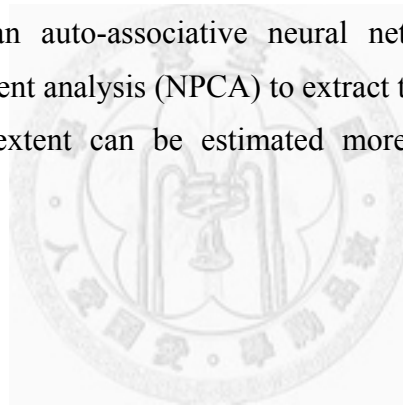 an auto-associative neural net
ent analysis (NPCA) to extract t
extent can be estimated more